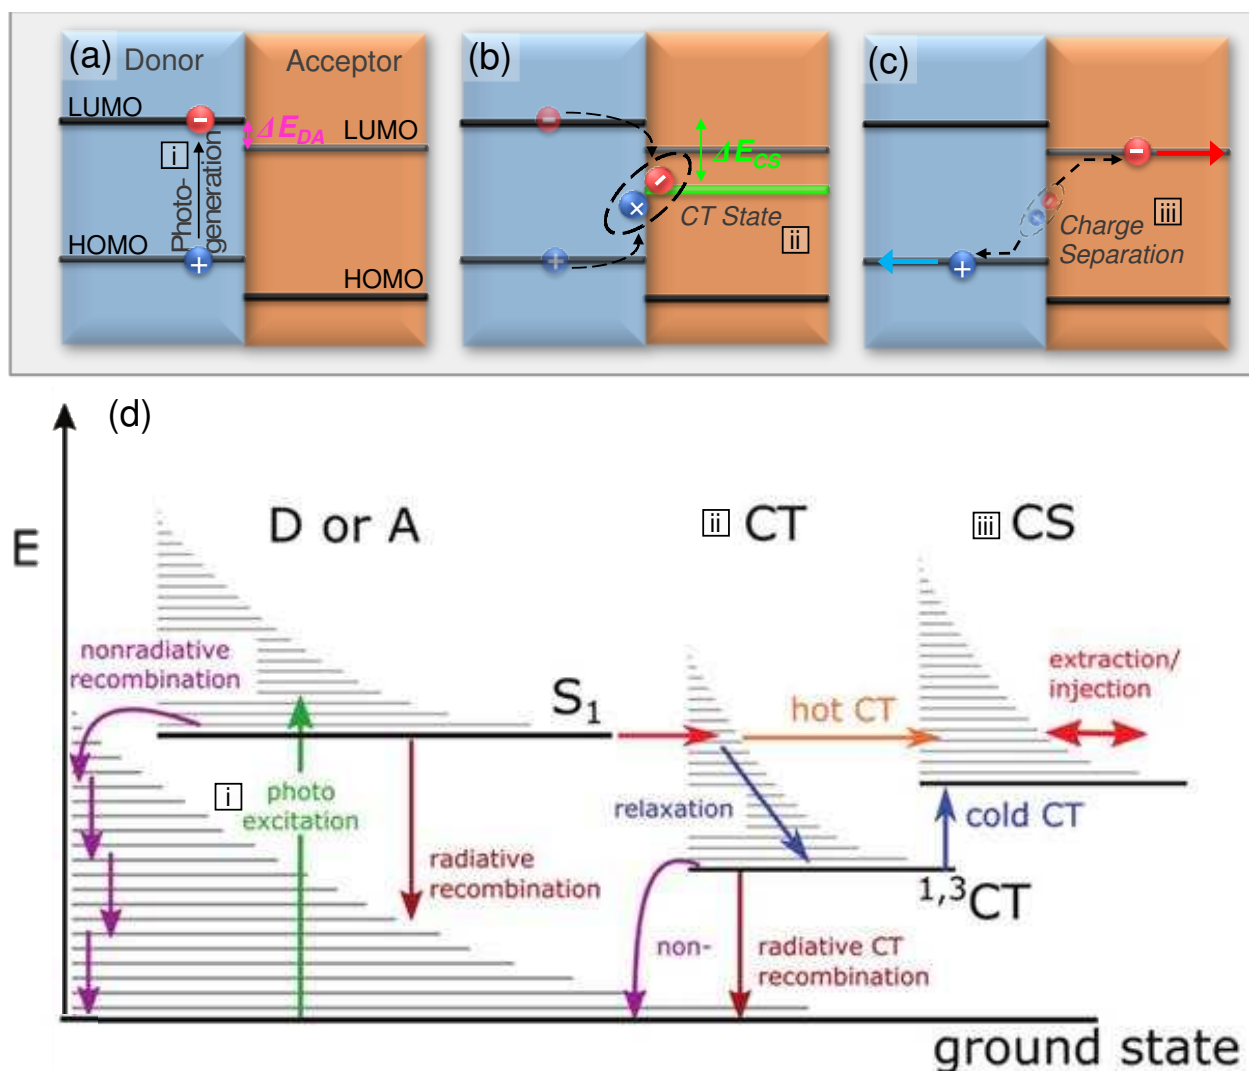 (a)
Donor
Acceptor
LUMO
−
ΔE_DA
LUMO
i
Photo-
generation
HOMO
+
HOMO
(b)
−
ΔE_CS
−
×
CT State
ii
+
(c)
−
−
+
iii
Charge
Separation
+
(d)
E
D or A
ii CT
iii CS
nonradiative
recombination
S1
hot CT
extraction/
injection
i
photo
excitation
relaxation
cold CT
radiative
recombination
1,3CT
non-
radiative CT
recombination
ground state